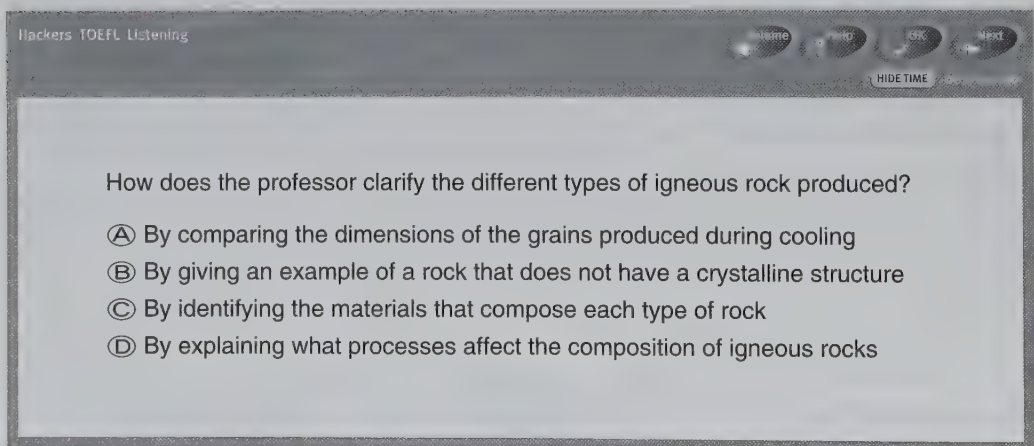 Hackers TOEFL Listening
Help
OK
Next
HIDE TIME
How does the professor clarify the different types of igneous rock produced?
Ⓐ By comparing the dimensions of the grains produced during cooling
Ⓑ By giving an example of a rock that does not have a crystalline structure
Ⓒ By identifying the materials that compose each type of rock
Ⓓ By explaining what processes affect the composition of igneous rocks